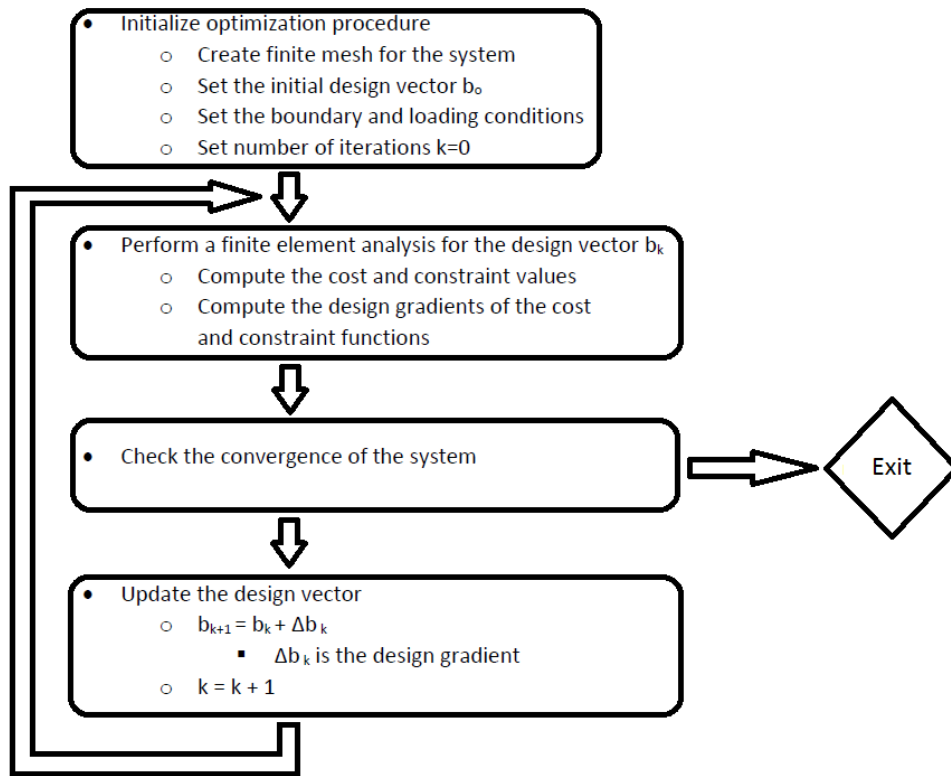 • Initialize optimization procedure
o Create finite mesh for the system
o Set the initial design vector bₒ
o Set the boundary and loading conditions
o Set number of iterations k=0
• Perform a finite element analysis for the design vector bₖ
o Compute the cost and constraint values
o Compute the design gradients of the cost
and constraint functions
• Check the convergence of the system
Exit
• Update the design vector
o bₖ₊₁ = bₖ + Δbₖ
▪ Δbₖ is the design gradient
o k = k + 1